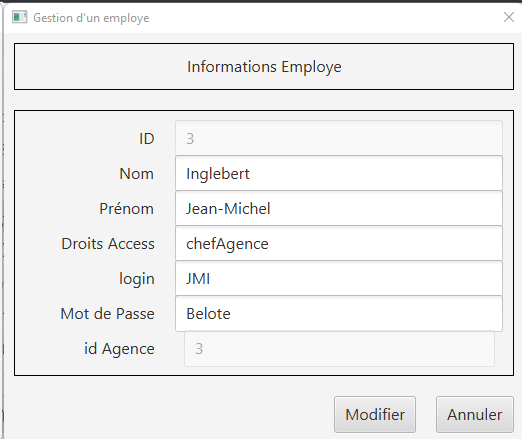 Gestion d'un employe
Informations Employe
ID 3
Nom Inglebert
Prénom Jean-Michel
Droits Access chefAgence
login JMI
Mot de Passe Belote
id Agence 3
Modifier Annuler